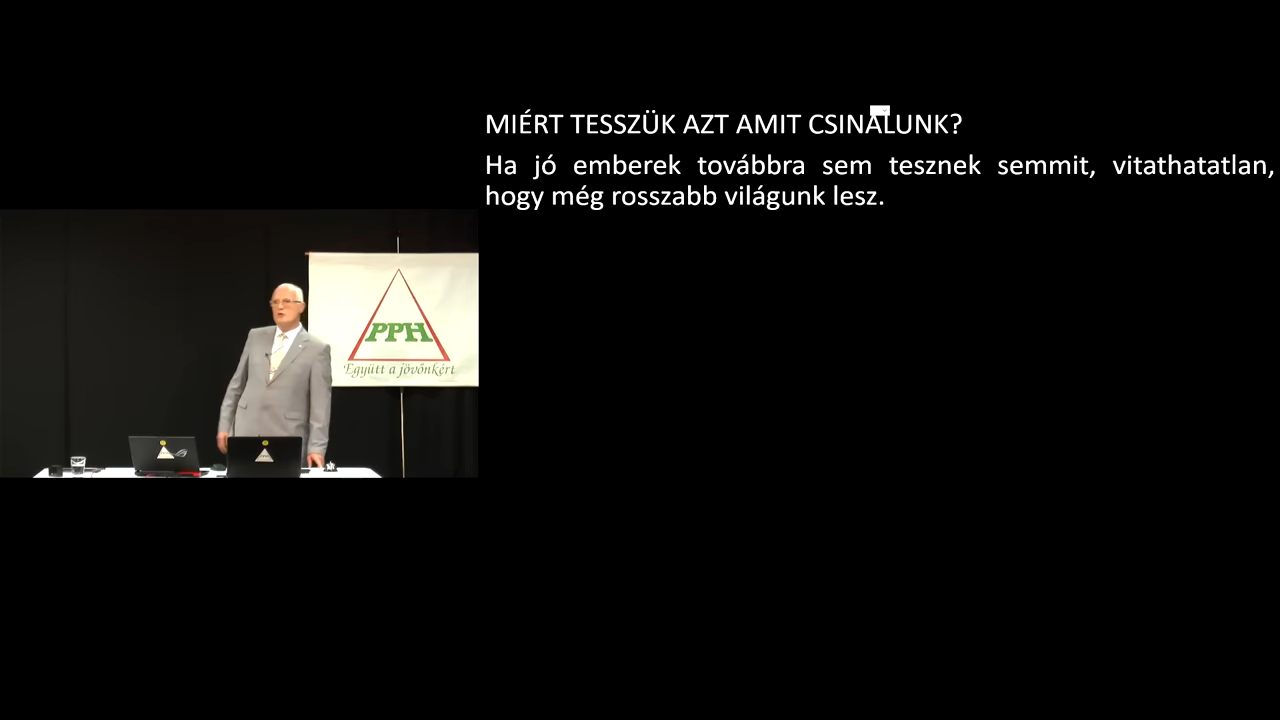 MIÉRT TESSZÜK AZT AMIT CSINÁLUNK?
Ha jó emberek továbbra sem tesznek semmit, vitathatatlan,
hogy még rosszabb világunk lesz.
PPH
Együtt a jövőnkért